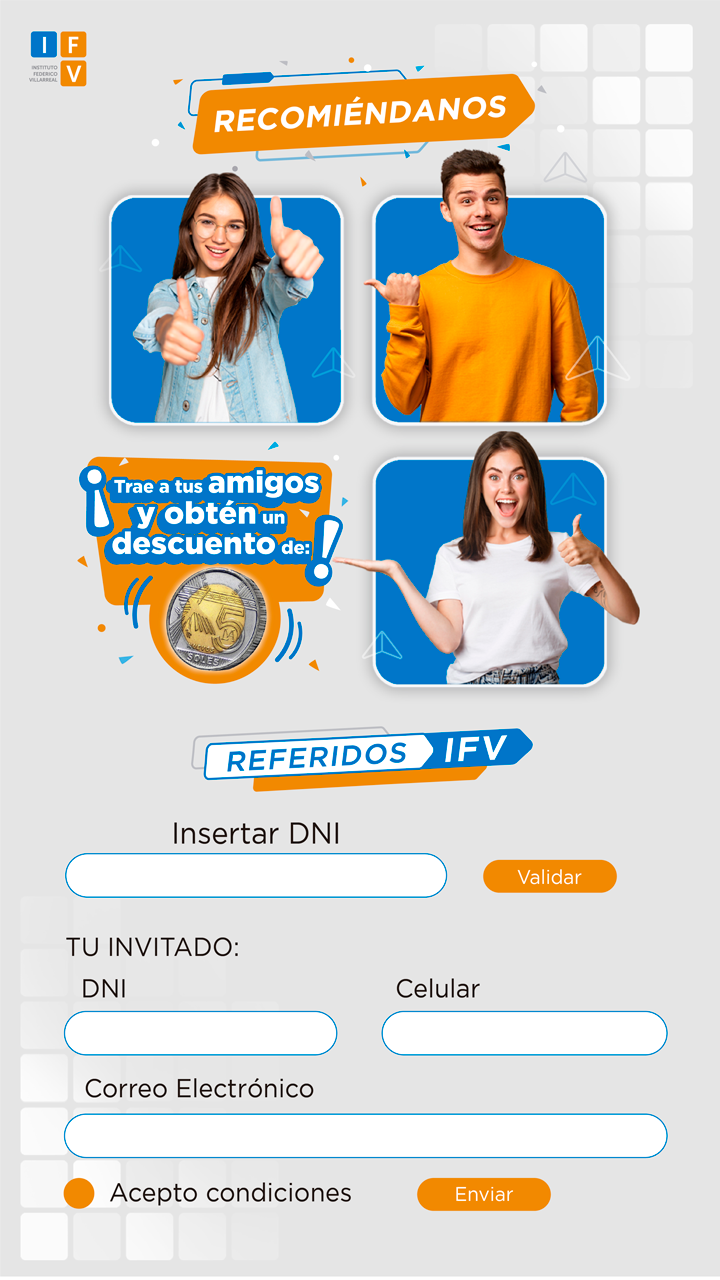 I F
INSTITUTO
FEDERICO
VILLARREAL
V
RECOMIÉNDANOS
¡Trae a tus amigos
y obtén un
descuento de:!
5
SOLES
REFERIDOS IFV
Insertar DNI
Validar
TU INVITADO:
DNI
Celular
Correo Electrónico
Acepto condiciones
Enviar